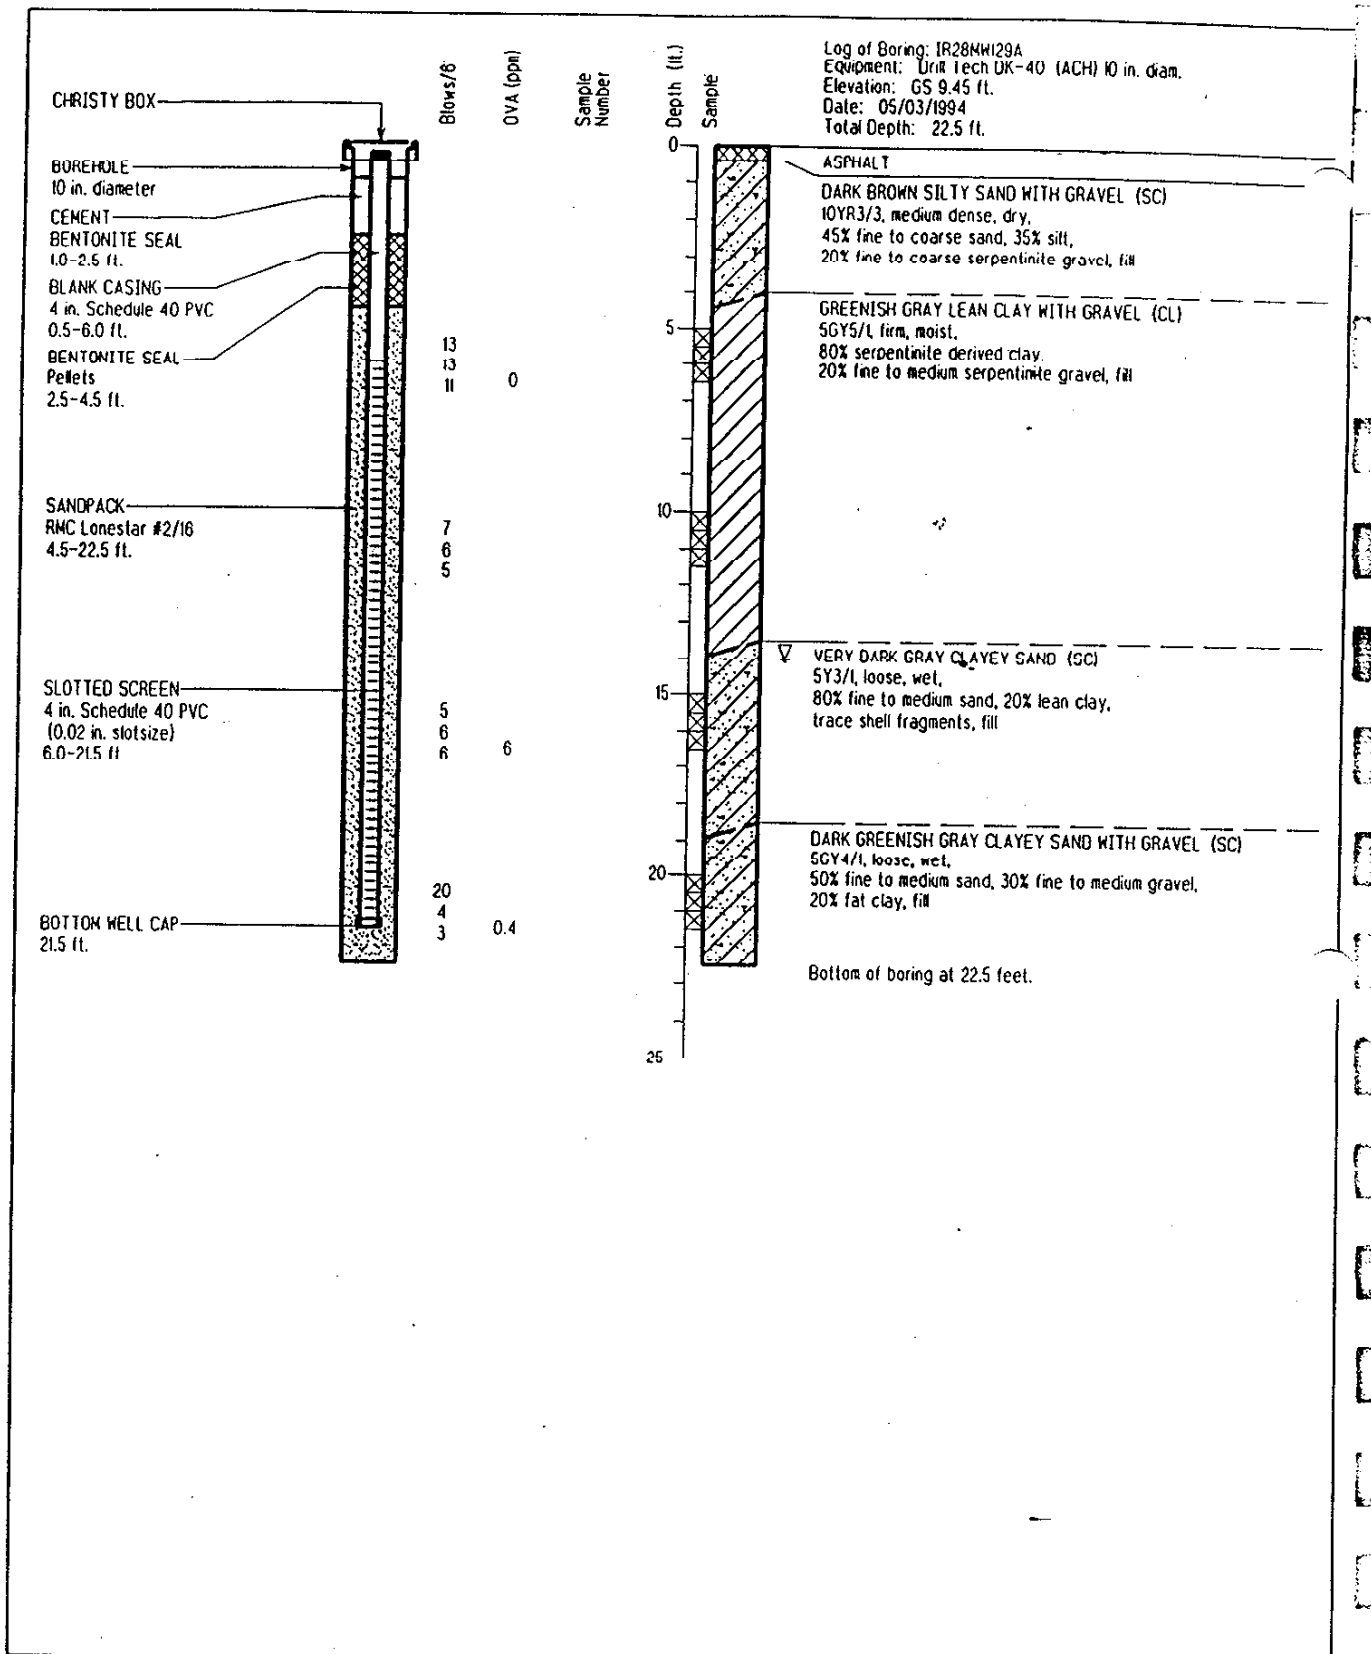 Log of Boring: IR28MW129A
Equipment: Drill Tech DK-40 (ACH) 10 in. diam.
Elevation: GS 9.45 ft.
Date: 05/03/1994
Total Depth: 22.5 ft.
Blows/6"
OVA (ppm)
Sample
Number
Depth (ft.)
Sample
CHRISTY BOX
BOREHOLE
10 in. diameter
CEMENT
BENTONITE SEAL
1.0-2.5 ft.
BLANK CASING
4 in. Schedule 40 PVC
0.5-6.0 ft.
BENTONITE SEAL
Pellets
2.5-4.5 ft.
SANDPACK
RMC Lonestar #2/16
4.5-22.5 ft.
SLOTTED SCREEN
4 in. Schedule 40 PVC
(0.02 in. slotsize)
6.0-21.5 ft
BOTTOM WELL CAP
21.5 ft.
13
13
11 0
7
6
5
5
6
6 6
20
4
3 0.4
0
5
10
15
20
25
ASPHALT
DARK BROWN SILTY SAND WITH GRAVEL (SC)
10YR3/3, medium dense, dry,
45% fine to coarse sand, 35% silt,
20% fine to coarse serpentinite gravel, fill
GREENISH GRAY LEAN CLAY WITH GRAVEL (CL)
5GY5/1, firm, moist,
80% serpentinite derived clay,
20% fine to medium serpentinite gravel, fill
VERY DARK GRAY CLAYEY SAND (SC)
5Y3/1, loose, wet,
80% fine to medium sand, 20% lean clay,
trace shell fragments, fill
DARK GREENISH GRAY CLAYEY SAND WITH GRAVEL (SC)
5GY4/1, loose, wet,
50% fine to medium sand, 30% fine to medium gravel,
20% fat clay, fill
Bottom of boring at 22.5 feet.